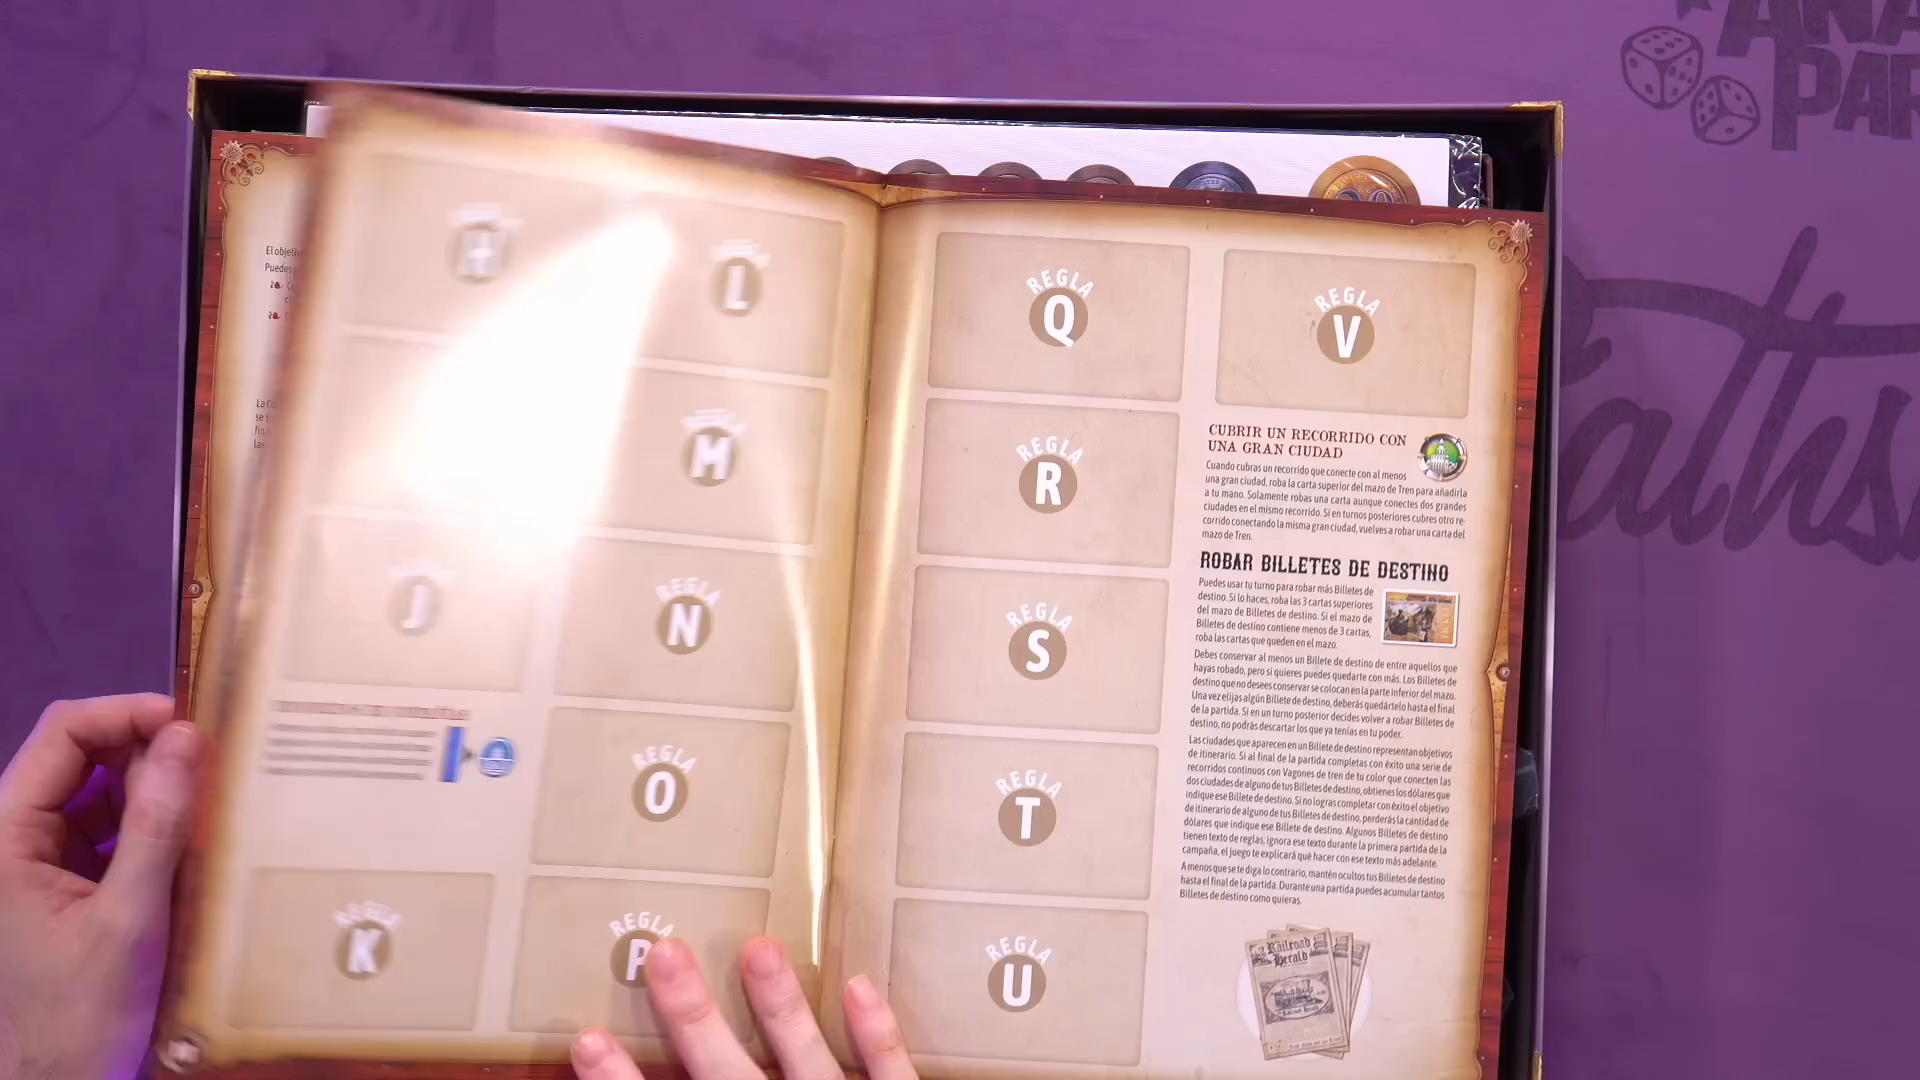 El objetivo
Puedes
L
M
J
REGLA
N
REGLA
O
REGLA
K
REGLA
P
REGLA
Q
REGLA
R
REGLA
S
REGLA
T
REGLA
U
REGLA
V
CUBRIR UN RECORRIDO CON
UNA GRAN CIUDAD
Cuando cubras un recorrido que conecte con al menos
una gran ciudad, roba la carta superior del mazo de Tren para añadirla
a tu mano. Solamente robas una carta aunque conectes dos grandes
ciudades en el mismo recorrido. Si en turnos posteriores cubres otro re-
corrido conectando la misma gran ciudad, vuelves a robar una carta del
mazo de Tren.
ROBAR BILLETES DE DESTINO
Puedes usar tu turno para robar más Billetes de
destino. Si lo haces, roba las 3 cartas superiores
del mazo de Billetes de destino. Si el mazo de
Billetes de destino contiene menos de 3 cartas,
roba las cartas que queden en el mazo.
Debes conservar al menos un Billete de destino de entre aquellos que
hayas robado, pero si quieres puedes quedarte con más. Los Billetes de
destino que no desees conservar se colocan en la parte inferior del mazo.
Una vez elijas algún Billete de destino, deberás quedártelo hasta el final
de la partida. Si en un turno posterior decides volver a robar Billetes de
destino, no podrás descartar los que ya tenías en tu poder.
Las ciudades que aparecen en un Billete de destino representan objetivos
de itinerario. Si al final de la partida completas con éxito una serie de
recorridos continuos con Vagones de tren de tu color que conecten las
dos ciudades de alguno de tus Billetes de destino, obtienes los dólares que
indique ese Billete de destino. Si no logras completar con éxito el objetivo
de itinerario de alguno de tus Billetes de destino, perderás la cantidad de
dólares que indique ese Billete de destino. Algunos Billetes de destino
tienen texto de reglas; ignora ese texto durante la primera partida de la
campaña, el juego te explicará qué hacer con ese texto más adelante.
A menos que se te diga lo contrario, mantén ocultos tus Billetes de destino
hasta el final de la partida. Durante una partida puedes acumular tantos
Billetes de destino como quieras.
Railroad
Herald